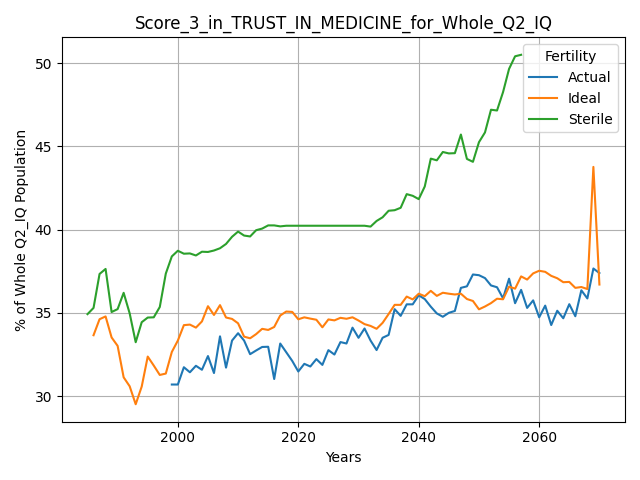 Score_3_in_TRUST_IN_MEDICINE_for_Whole_Q2_IQ
Fertility
Actual
Ideal
Sterile
% of Whole Q2_IQ Population
50
45
40
35
30
2000
2020
2040
2060
Years